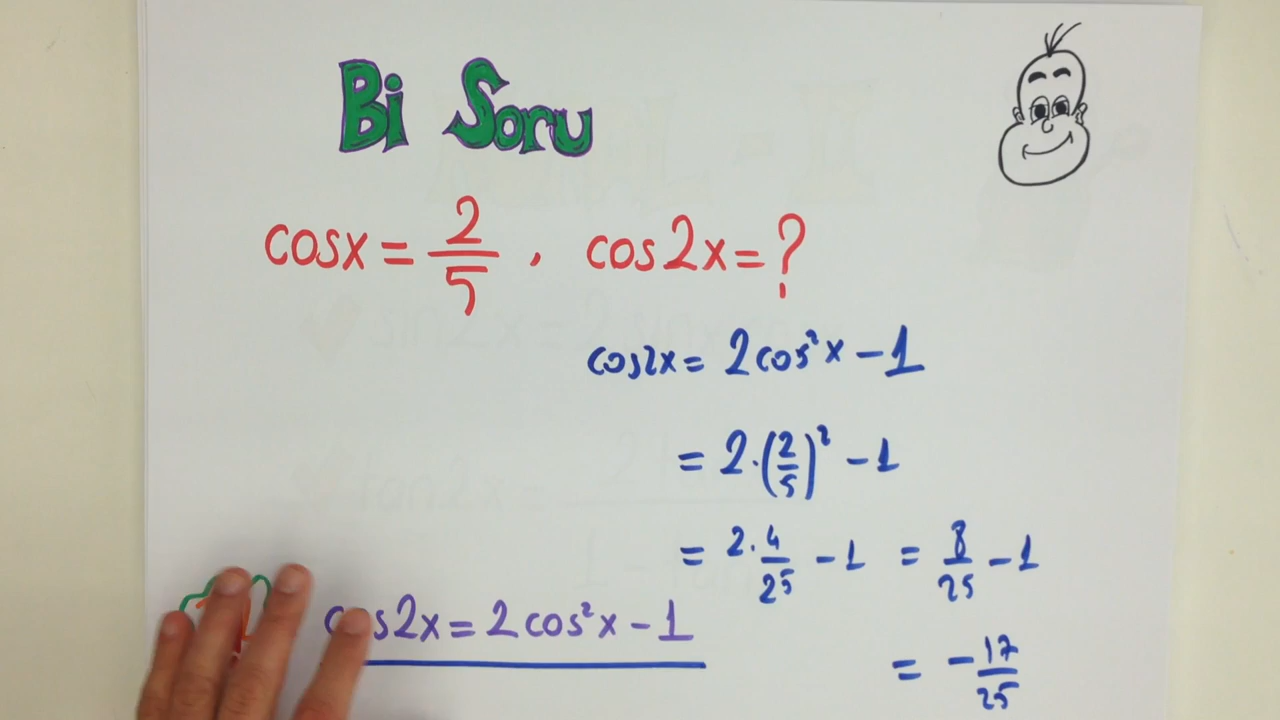 Bi Soru
cosx = 2/5 , cos2x = ?
cos2x = 2cos²x - 1
= 2·(2/5)² - 1
= 2·4/25 - 1 = 8/25 - 1
= -17/25
cos2x = 2cos²x - 1